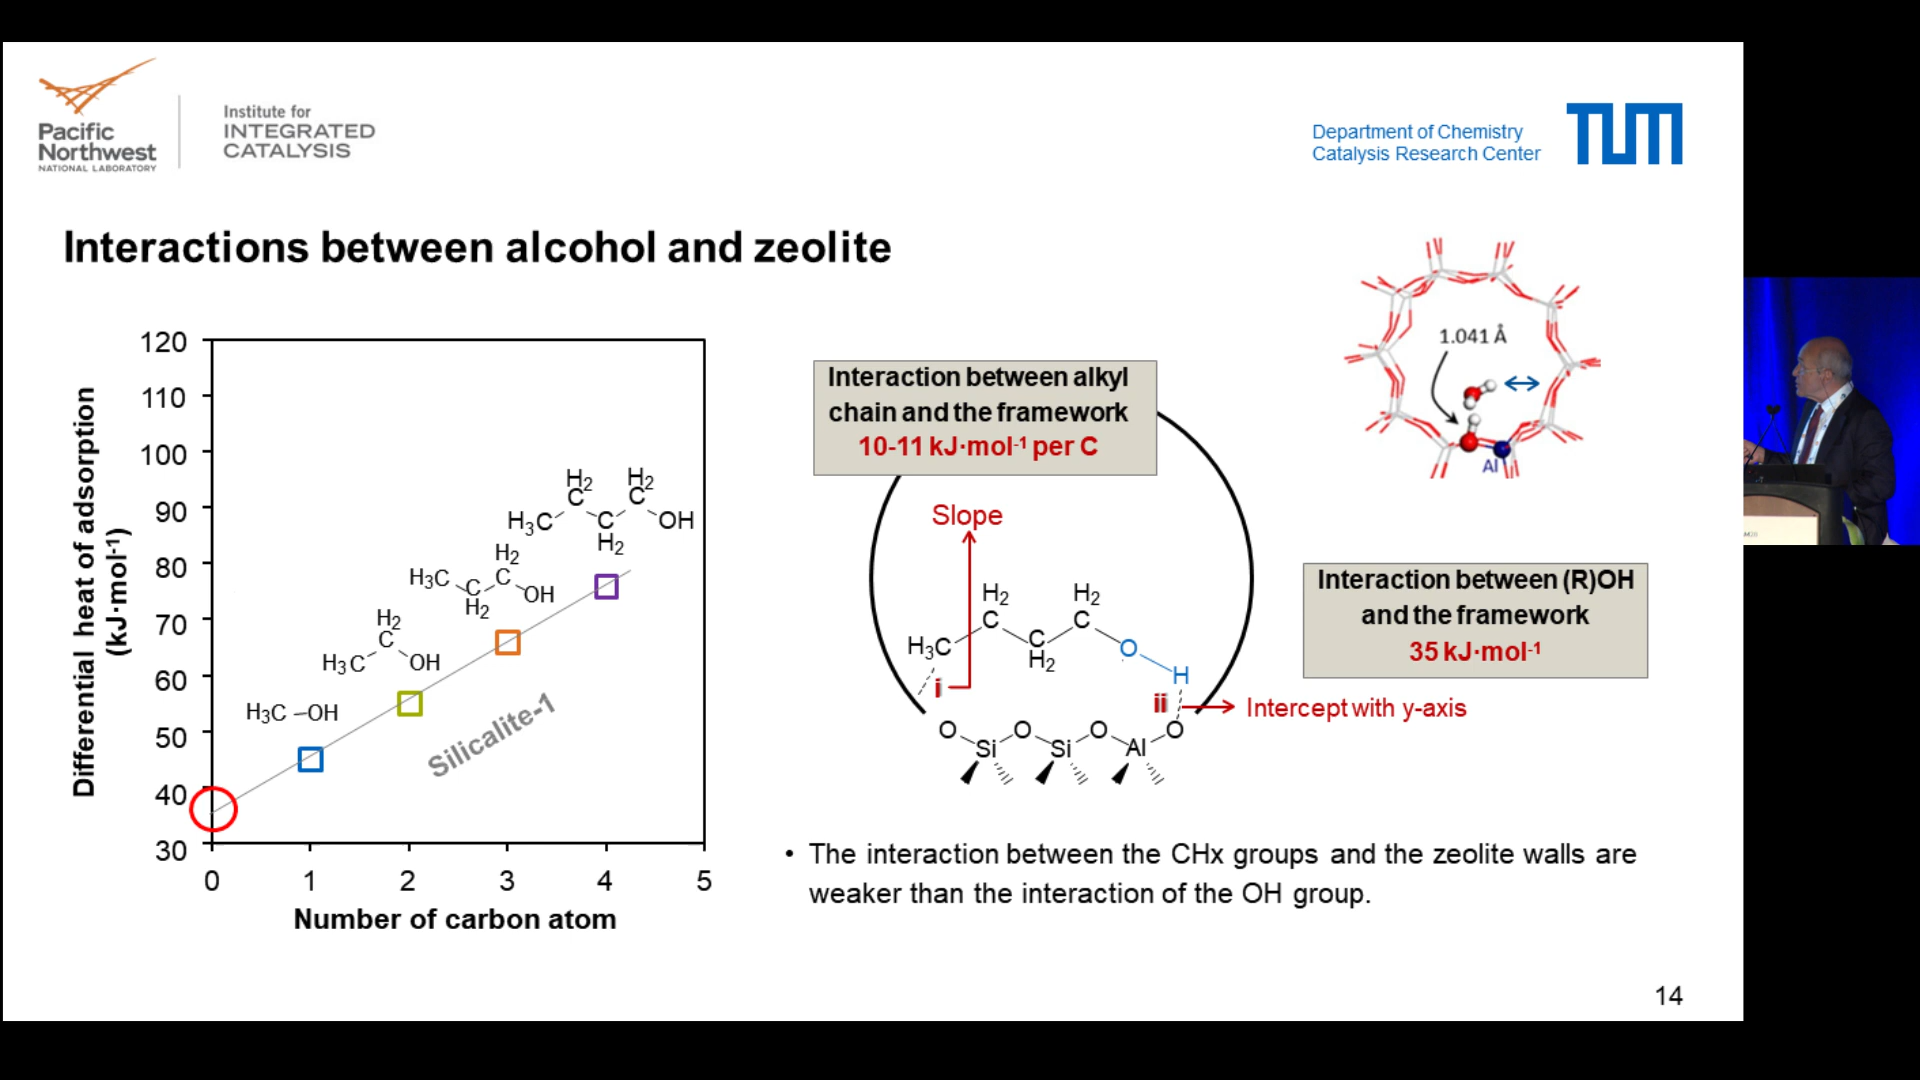 Pacific
Northwest
NATIONAL LABORATORY
Institute for
INTEGRATED
CATALYSIS
Department of Chemistry
Catalysis Research Center
TUM
Interactions between alcohol and zeolite
Differential heat of adsorption
(kJ·mol-1)
120
110
100
90
80
70
60
50
40
30
0 1 2 3 4 5
Number of carbon atom
H3C–OH
H3C C H2 OH
H3C C H2 C H2 OH
H3C C H2 C H2 C H2 OH
Silicalite-1
Interaction between alkyl
chain and the framework
10-11 kJ·mol-1 per C
Slope
H2 H2
H3C C C C O
H2 H
i
ii
Intercept with y-axis
O O O O
Si Si Al
1.041 Å
Al
Interaction between (R)OH
and the framework
35 kJ·mol-1
• The interaction between the CHx groups and the zeolite walls are
weaker than the interaction of the OH group.
14